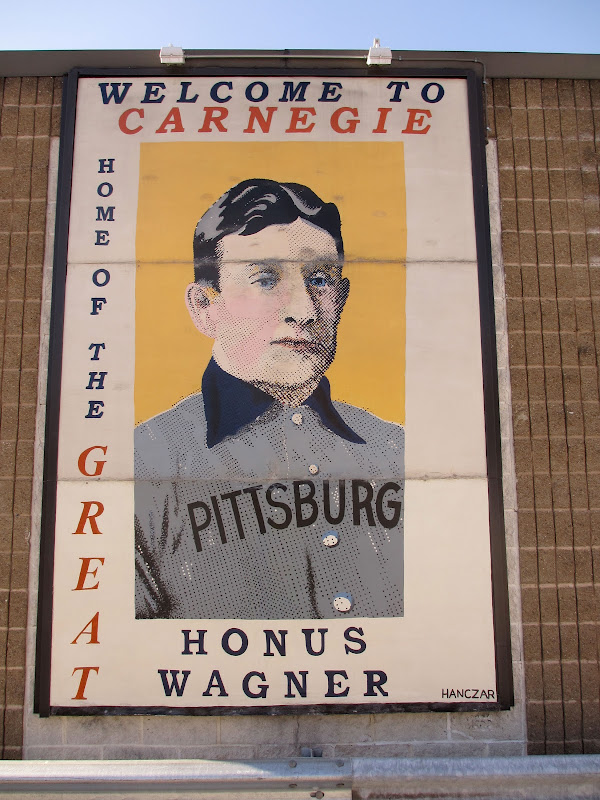 WELCOME TO
CARNEGIE
HOME OF THE
GREAT
PITTSBURG
HONUS
WAGNER
HANCZAR